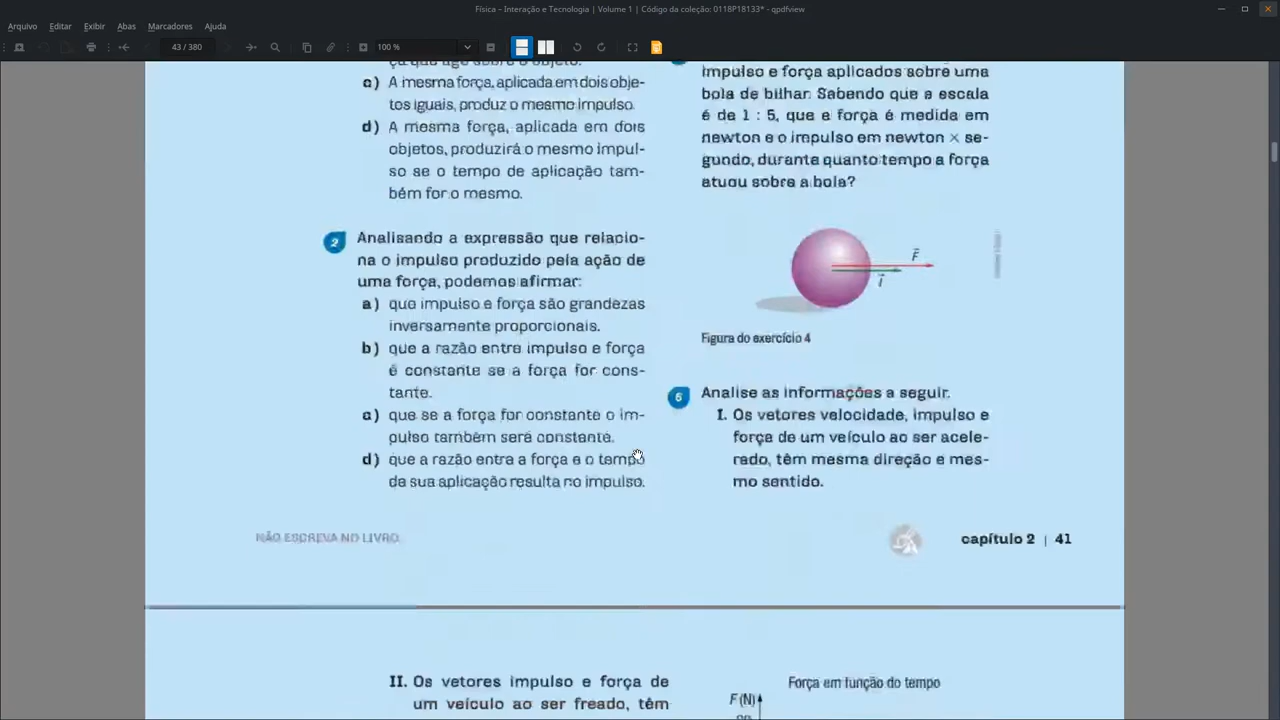 Física – Interação e Tecnologia | Volume 1 | Código da coleção: 0118P18133* - qpdfview
Arquivo Editar Exibir Abas Marcadores Ajuda
43 / 380 100 %
ça que age sobre o objeto.
c) A mesma força, aplicada em dois obje-
tos iguais, produz o mesmo impulso.
d) A mesma força, aplicada em dois
objetos, produzirá o mesmo impul-
so se o tempo de aplicação tam-
bém for o mesmo.
2 Analisando a expressão que relacio-
na o impulso produzido pela ação de
uma força, podemos afirmar:
a) que impulso e força são grandezas
inversamente proporcionais.
b) que a razão entre impulso e força
é constante se a força for cons-
tante.
c) que se a força for constante o im-
pulso também será constante.
d) que a razão entra a força e o tempo
de sua aplicação resulta no impulso.
impulso e força aplicados sobre uma
bola de bilhar. Sabendo que a escala
é de 1 : 5, que a força é medida em
newton e o impulso em newton × se-
gundo, durante quanto tempo a força
atuou sobre a bola?
F
I
Figura do exercício 4
Analise as informações a seguir.
I. Os vetores velocidade, impulso e
força de um veículo ao ser acele-
rado, têm mesma direção e mes-
mo sentido.
NÃO ESCREVA NO LIVRO.
capítulo 2 | 41
II. Os vetores impulso e força de
um veículo ao ser freado, têm
Força em função do tempo
F (N)